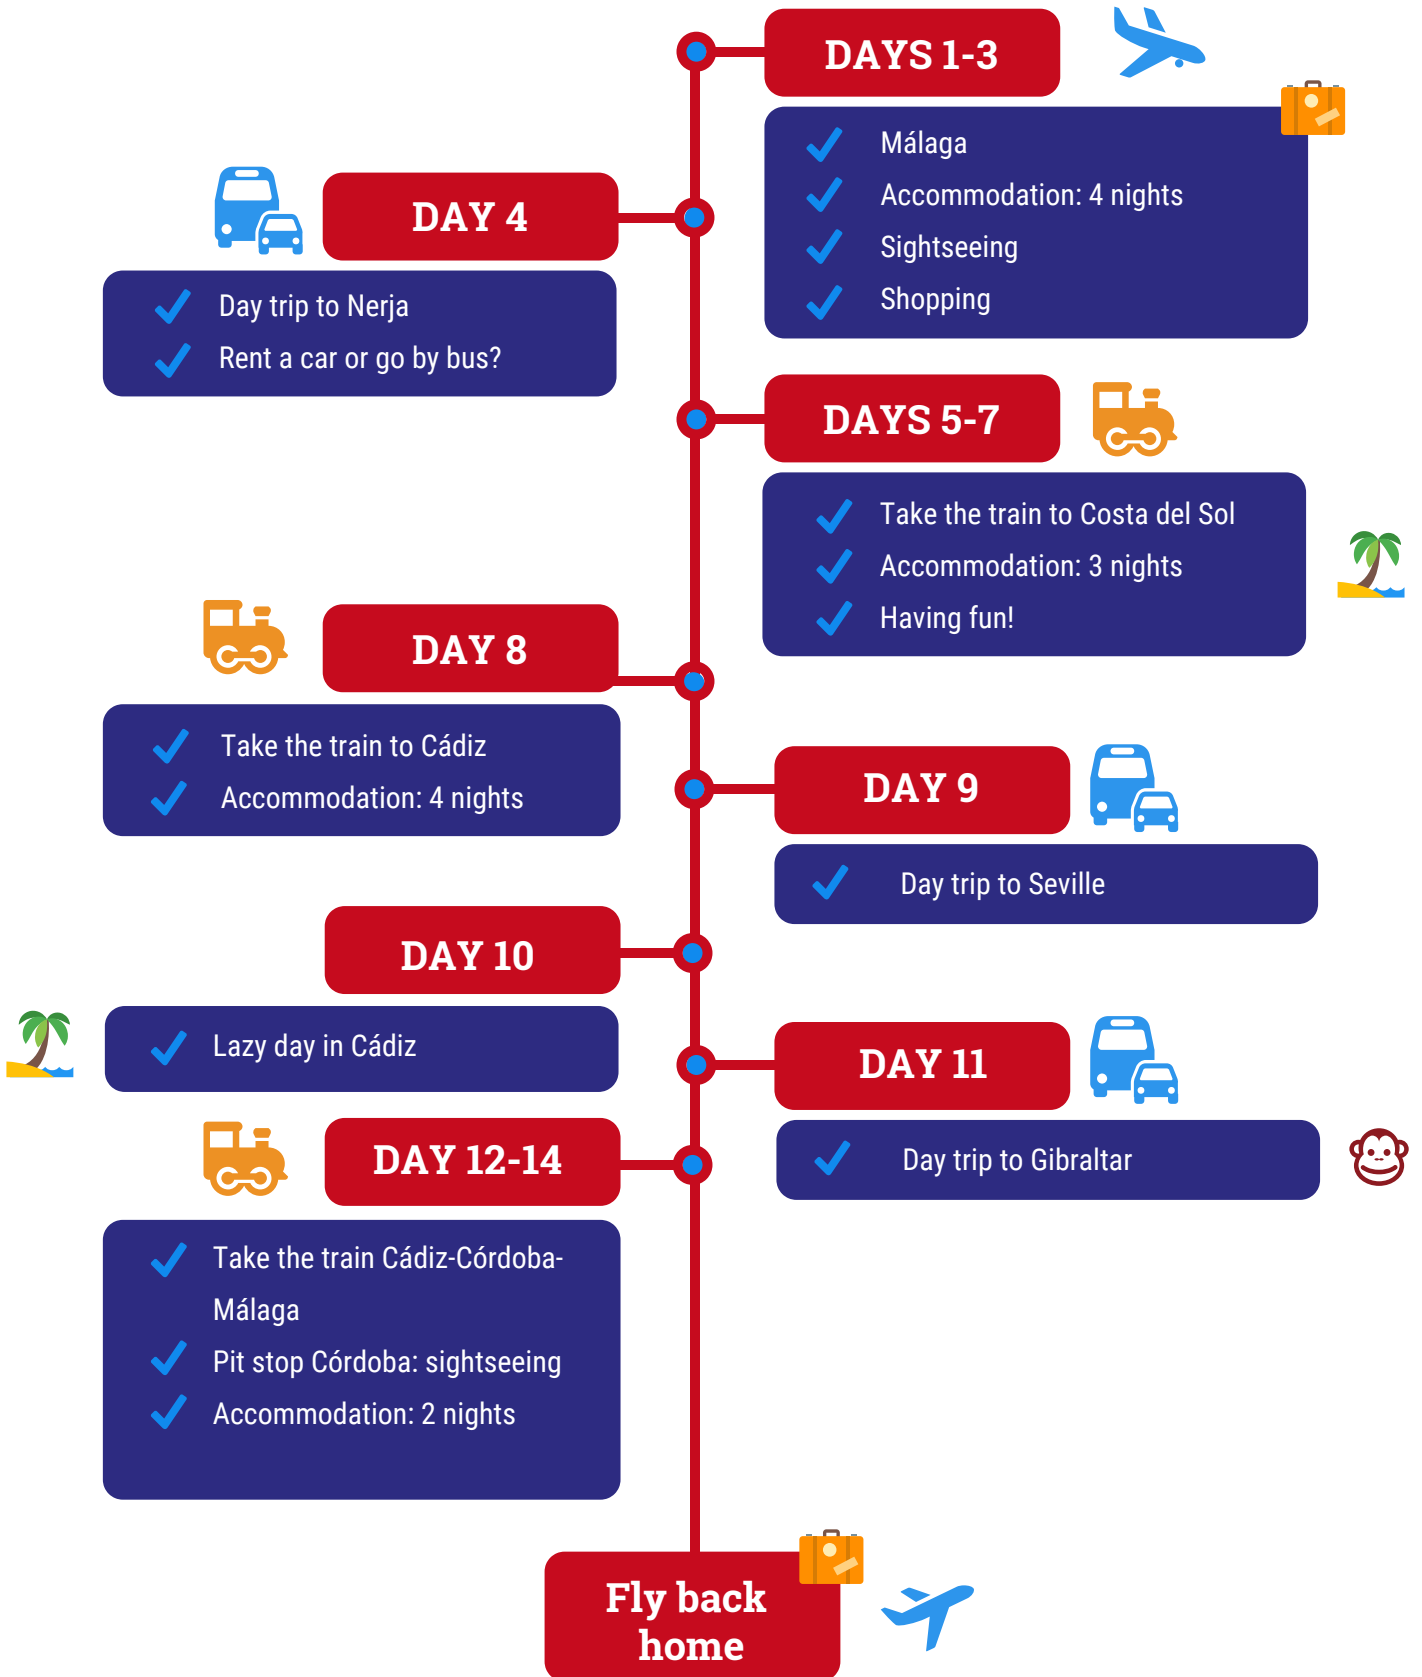 DAYS 1-3
Málaga
Accommodation: 4 nights
Sightseeing
Shopping
DAY 4
Day trip to Nerja
Rent a car or go by bus?
DAYS 5-7
Take the train to Costa del Sol
Accommodation: 3 nights
Having fun!
DAY 8
Take the train to Cádiz
Accommodation: 4 nights
DAY 9
Day trip to Seville
DAY 10
Lazy day in Cádiz
DAY 11
Day trip to Gibraltar
DAY 12-14
Take the train Cádiz-Córdoba-
Málaga
Pit stop Córdoba: sightseeing
Accommodation: 2 nights
Fly back
home